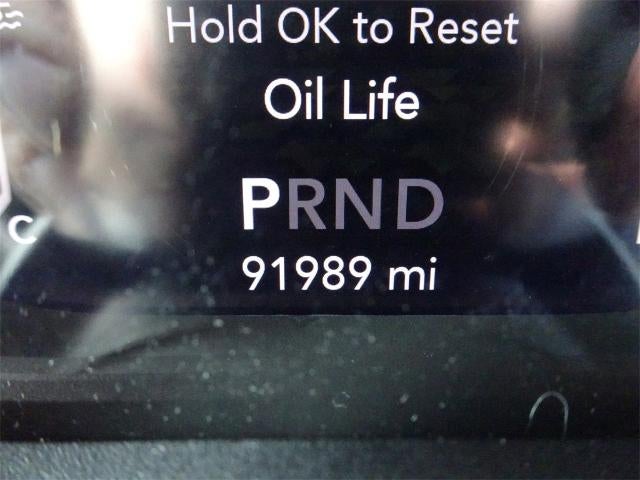 Hold OK to Reset
Oil Life
PRND
C
91989 mi